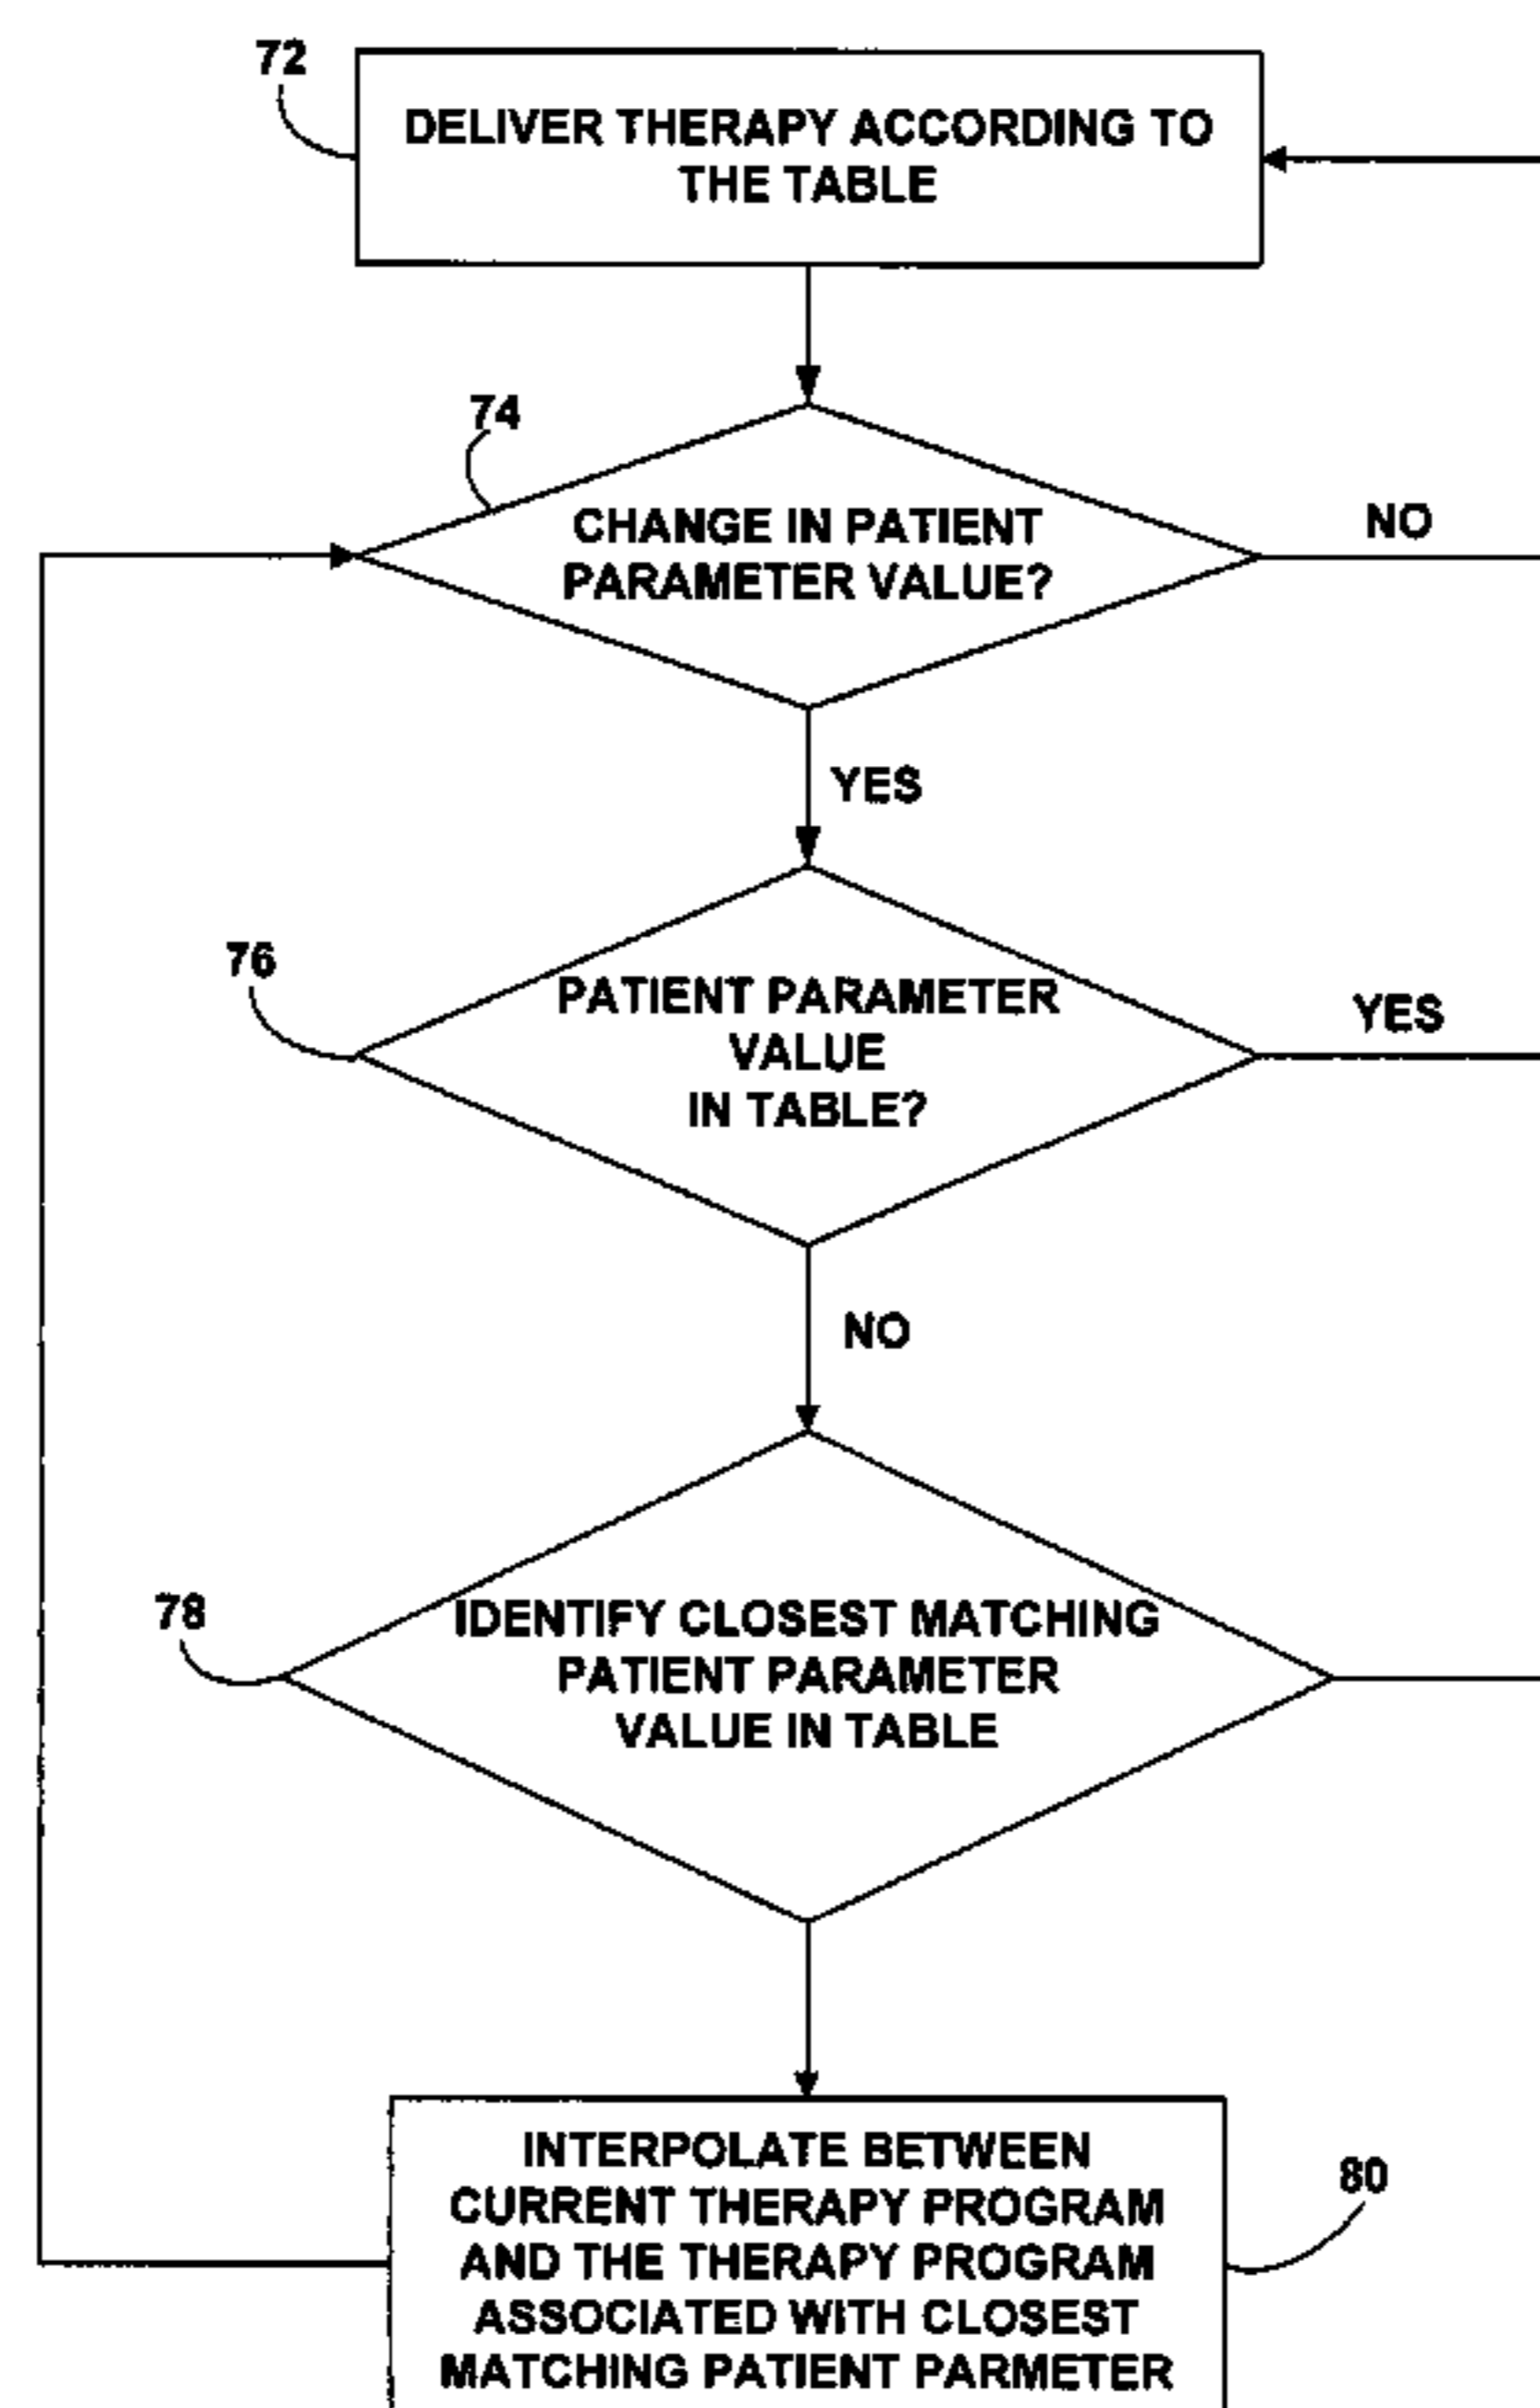 72
DELIVER THERAPY ACCORDING TO
THE TABLE
74
CHANGE IN PATIENT
PARAMETER VALUE?
NO
YES
76
PATIENT PARAMETER
VALUE
IN TABLE?
YES
NO
78
IDENTIFY CLOSEST MATCHING
PATIENT PARAMETER
VALUE IN TABLE
80
INTERPOLATE BETWEEN
CURRENT THERAPY PROGRAM
AND THE THERAPY PROGRAM
ASSOCIATED WITH CLOSEST
MATCHING PATIENT PARMETER